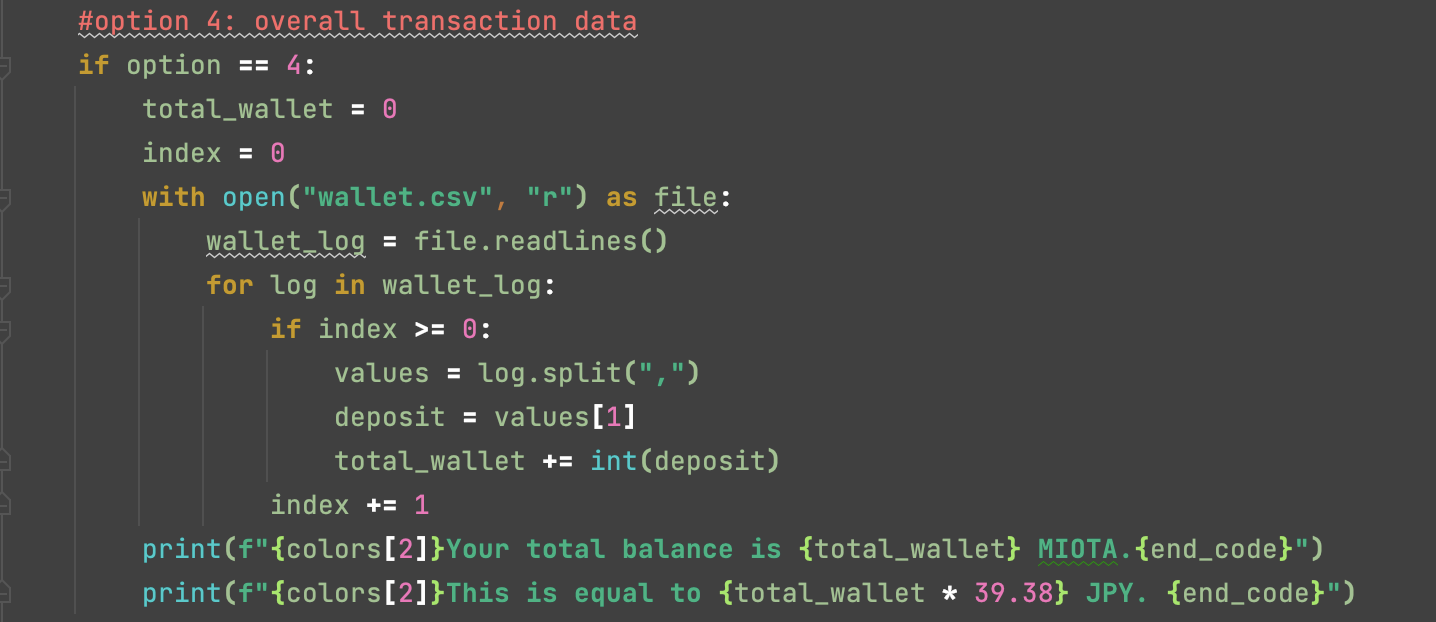 #option 4: overall transaction data
if option == 4:
    total_wallet = 0
    index = 0
    with open("wallet.csv", "r") as file:
        wallet_log = file.readlines()
        for log in wallet_log:
            if index >= 0:
                values = log.split(",")
                deposit = values[1]
                total_wallet += int(deposit)
            index += 1
    print(f"{colors[2]}Your total balance is {total_wallet} MIOTA.{end_code}")
    print(f"{colors[2]}This is equal to {total_wallet * 39.38} JPY. {end_code}")